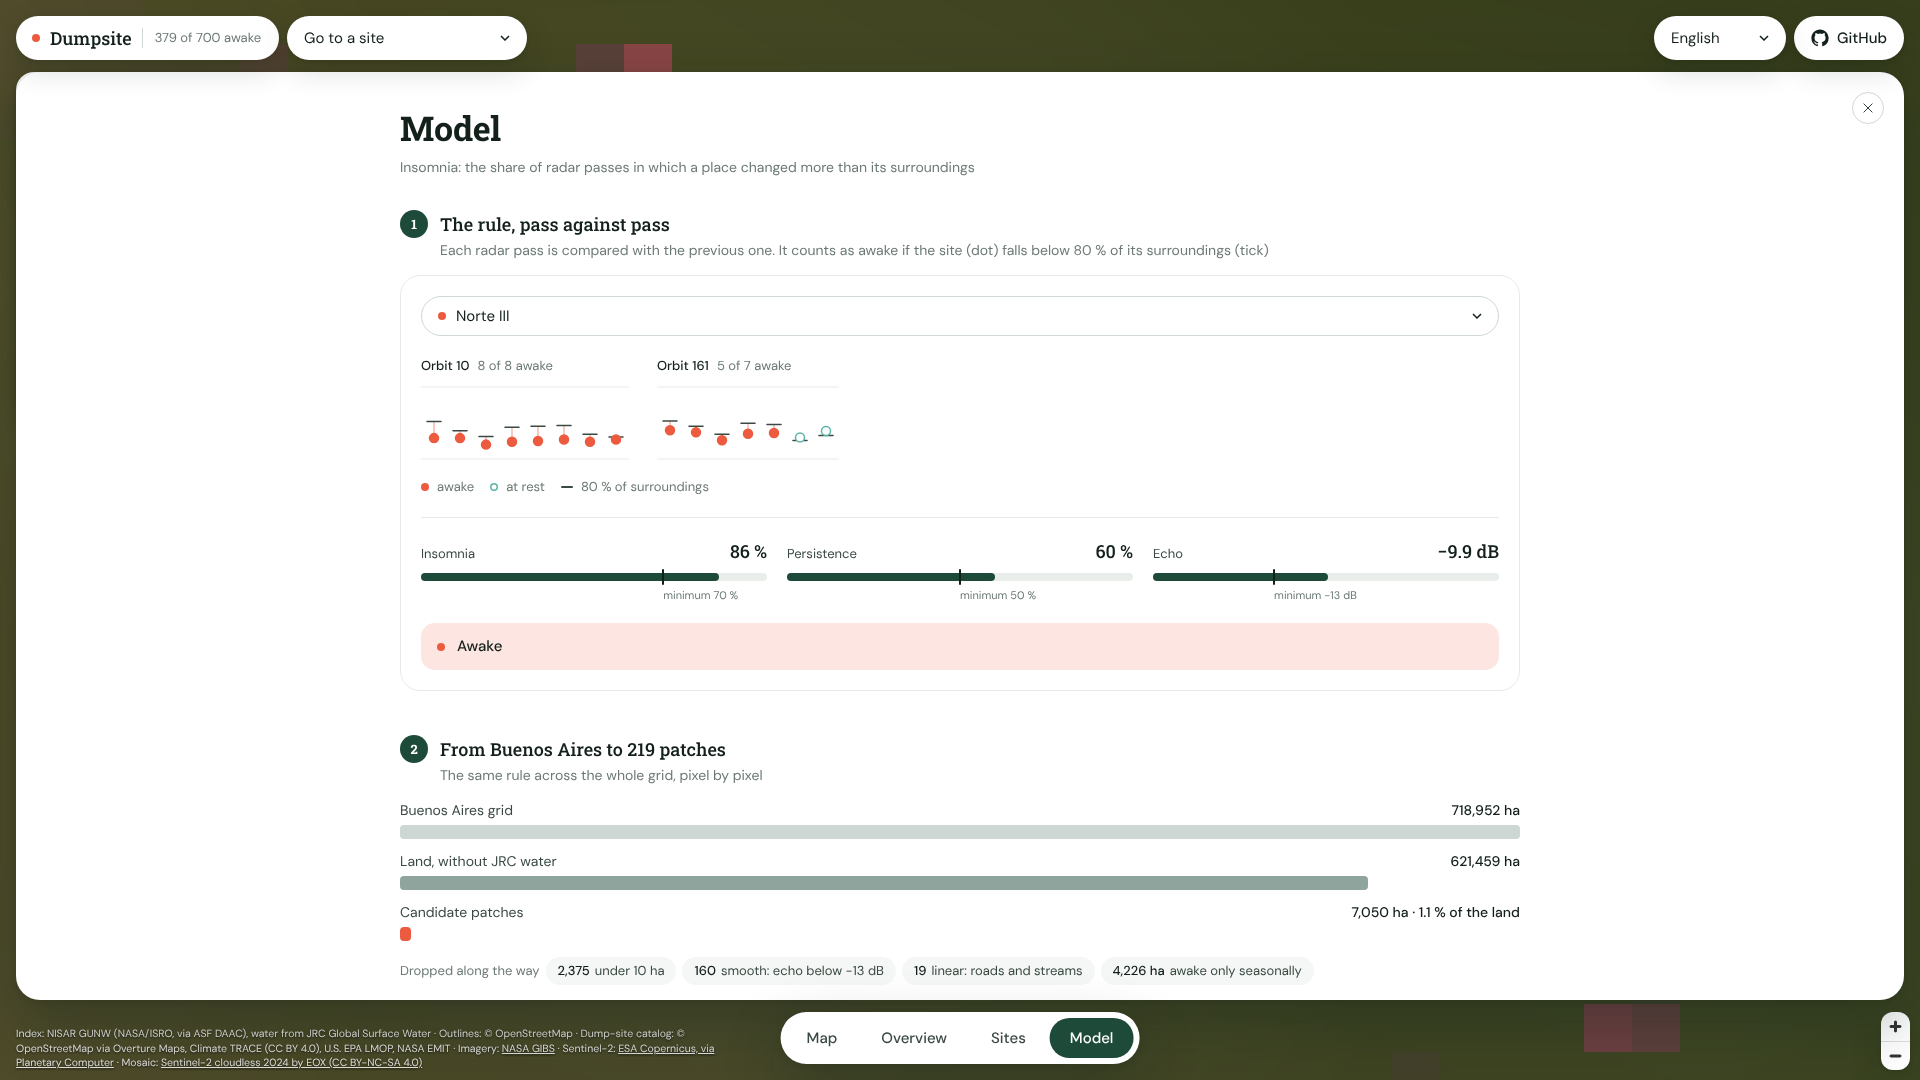 Dumpsite 379 of 700 awake
Go to a site
English
GitHub
Model
Insomnia: the share of radar passes in which a place changed more than its surroundings
1 The rule, pass against pass
Each radar pass is compared with the previous one. It counts as awake if the site (dot) falls below 80 % of its surroundings (tick)
Norte III
Orbit 10 8 of 8 awake
Orbit 161 5 of 7 awake
awake at rest 80 % of surroundings
Insomnia 86 %
minimum 70 %
Persistence 60 %
minimum 50 %
Echo −9.9 dB
minimum −13 dB
Awake
2 From Buenos Aires to 219 patches
The same rule across the whole grid, pixel by pixel
Buenos Aires grid 718,952 ha
Land, without JRC water 621,459 ha
Candidate patches 7,050 ha · 1.1 % of the land
Dropped along the way 2,375 under 10 ha 160 smooth: echo below −13 dB 19 linear: roads and streams 4,226 ha awake only seasonally
Index: NISAR GUNW (NASA/ISRO, via ASF DAAC), water from JRC Global Surface Water · Outlines: © OpenStreetMap · Dump-site catalog: ©
OpenStreetMap via Overture Maps, Climate TRACE (CC BY 4.0), U.S. EPA LMOP, NASA EMIT · Imagery: NASA GIBS · Sentinel-2: ESA Copernicus, via
Planetary Computer · Mosaic: Sentinel-2 cloudless 2024 by EOX (CC BY-NC-SA 4.0)
Map Overview Sites Model